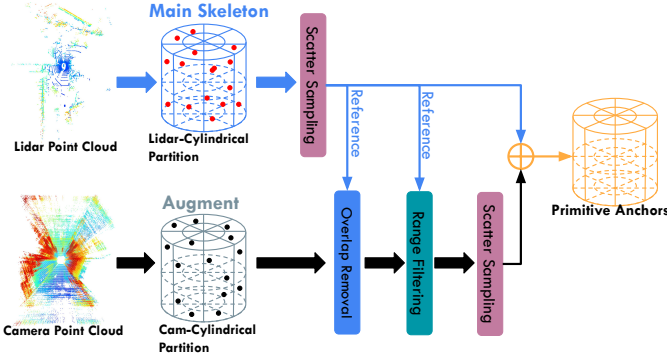 Main Skeleton
Scatter Sampling
Lidar Point Cloud
Lidar-Cylindrical
Partition
Reference
Reference
Augment
Overlap Removal
Range Filtering
Scatter Sampling
Primitive Anchors
Camera Point Cloud
Cam-Cylindrical
Partition